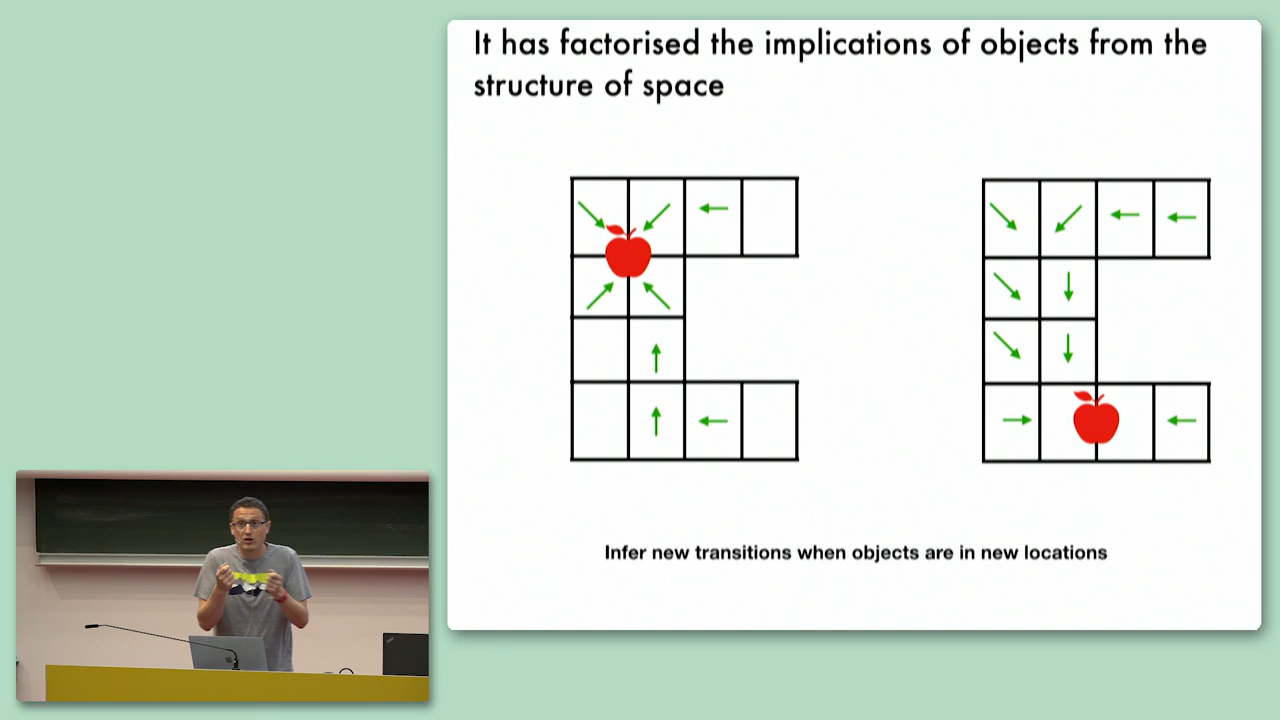 It has factorised the implications of objects from the
structure of space
Infer new transitions when objects are in new locations